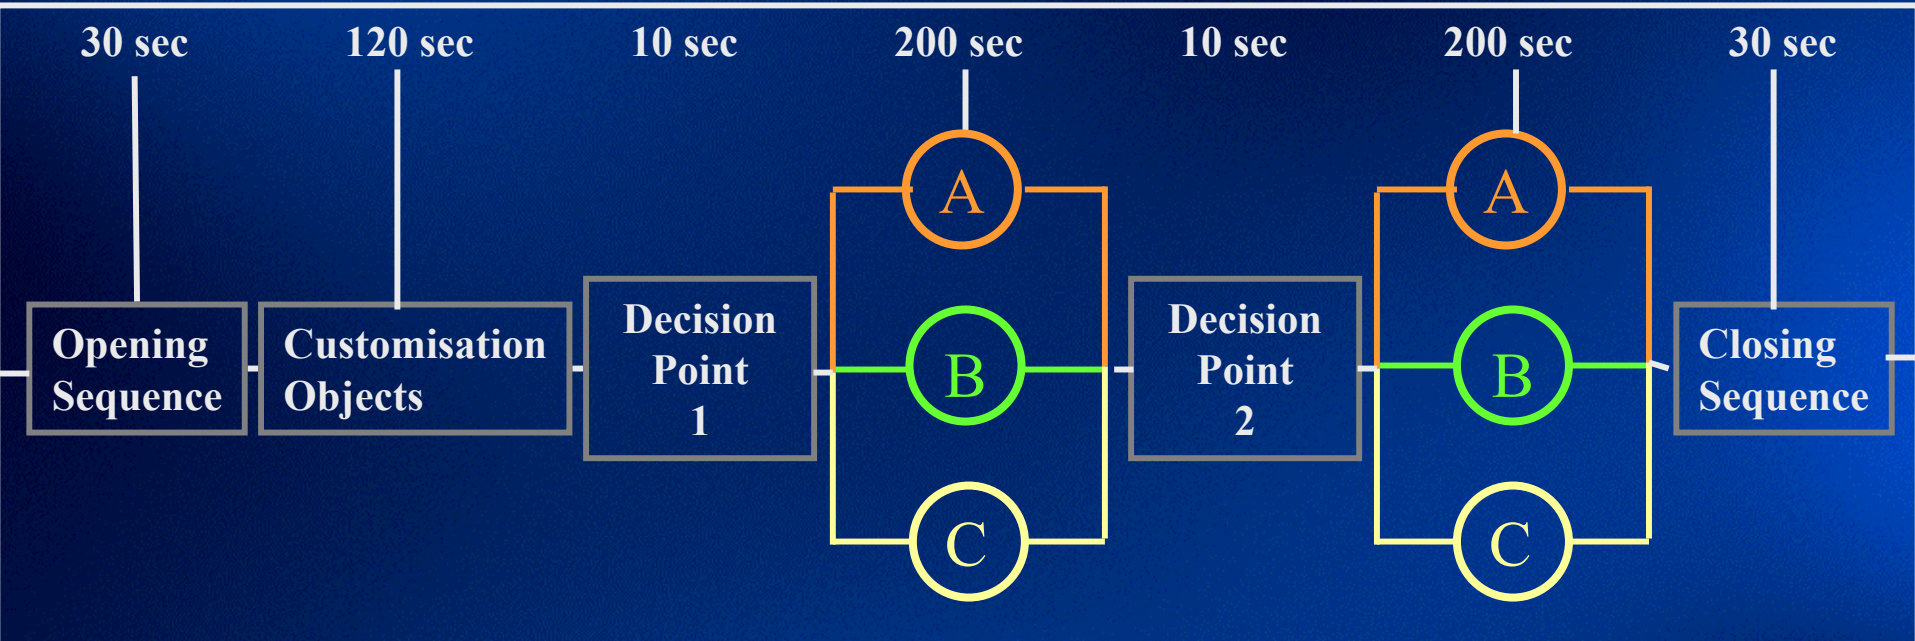 30 sec
120 sec
10 sec
200 sec
10 sec
200 sec
30 sec
Opening
Sequence
Customisation
Objects
Decision
Point
1
A
B
C
Decision
Point
2
A
B
C
Closing
Sequence